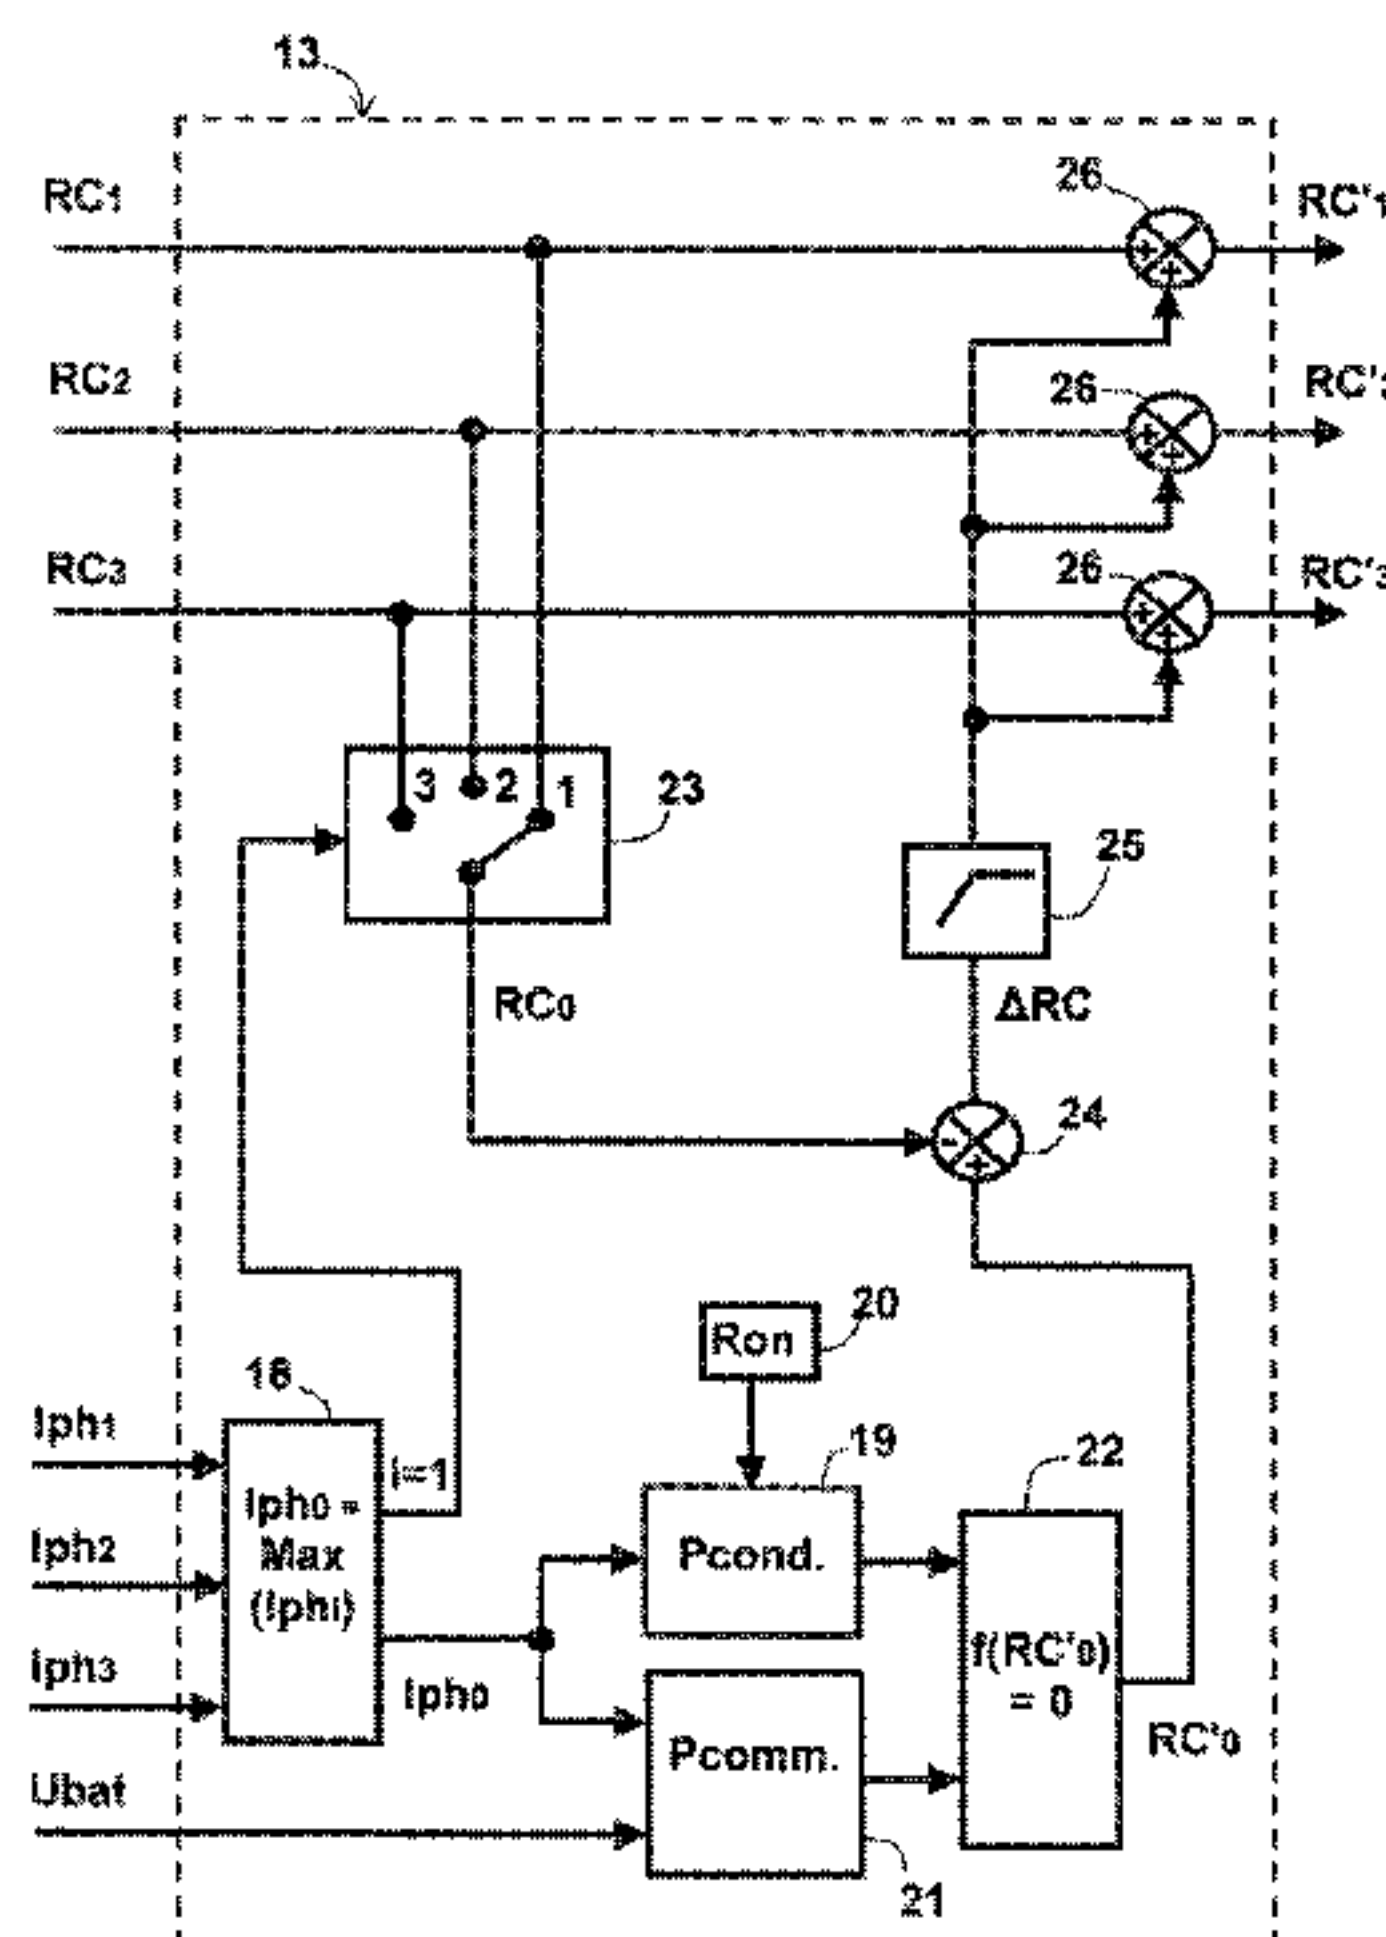 13
26
RC1
RC'1
RC2
26
RC'
RC3
26
RC'3
3 2 1
23
25
RC0
ΔRC
-
+
24
20
Ron
18
Iph1
i=1
19
22
Iph0 =
Max
(Iphi)
Pcond.
Iph2
f(RC'0)
= 0
Iph3
Iph0
Pcomm.
RC'0
Ubat
21